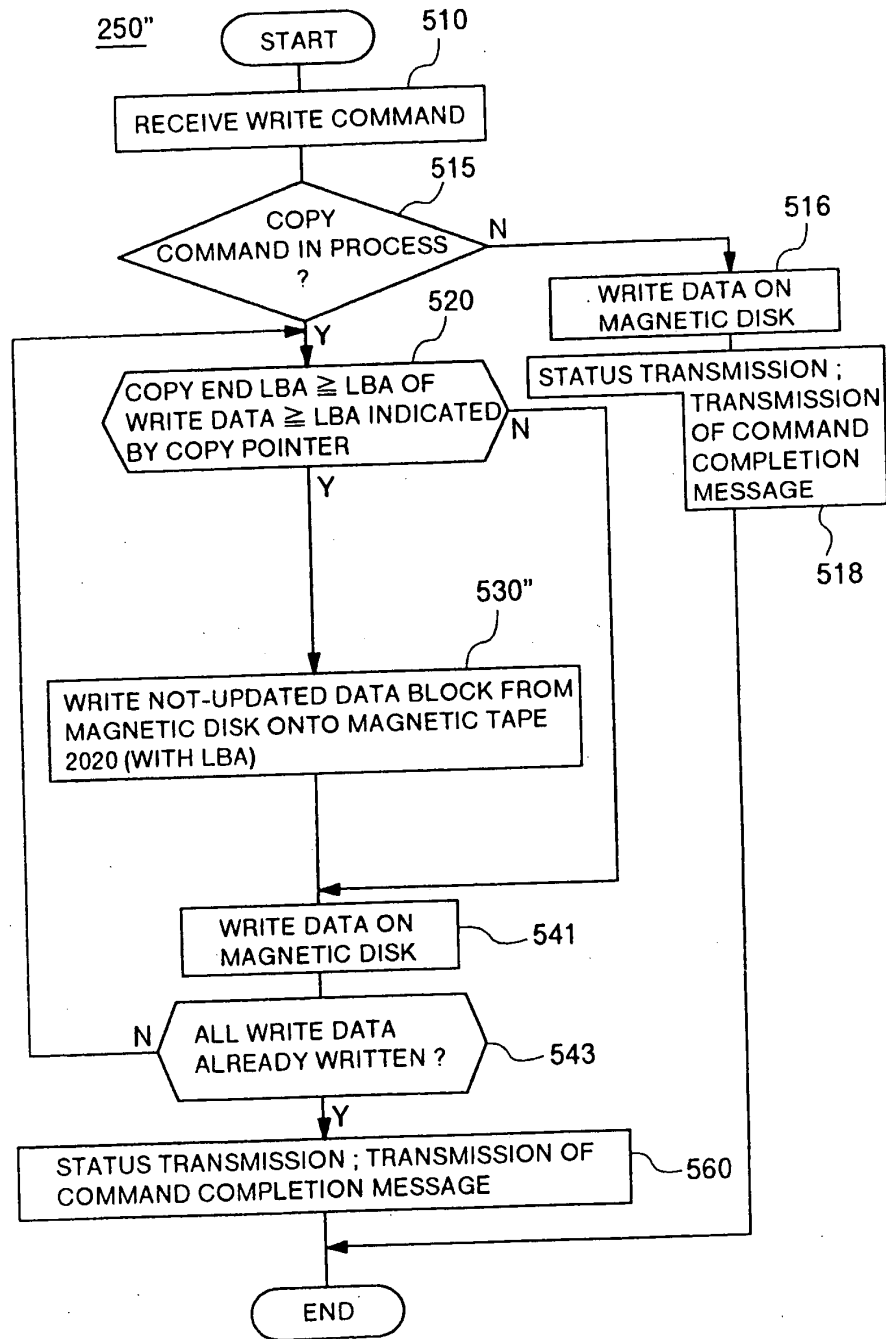 250"
START
510
RECEIVE WRITE COMMAND
515
COPY
COMMAND IN PROCESS
?
N
516
WRITE DATA ON
MAGNETIC DISK
Y
520
STATUS TRANSMISSION ;
TRANSMISSION
OF COMMAND
COMPLETION
MESSAGE
518
COPY END LBA ≧ LBA OF
WRITE DATA ≧ LBA INDICATED
BY COPY POINTER
N
Y
530"
WRITE NOT-UPDATED DATA BLOCK FROM
MAGNETIC DISK ONTO MAGNETIC TAPE
2020 (WITH LBA)
WRITE DATA ON
MAGNETIC DISK
541
N
ALL WRITE DATA
ALREADY WRITTEN ?
543
Y
STATUS TRANSMISSION ; TRANSMISSION OF
COMMAND COMPLETION MESSAGE
560
END